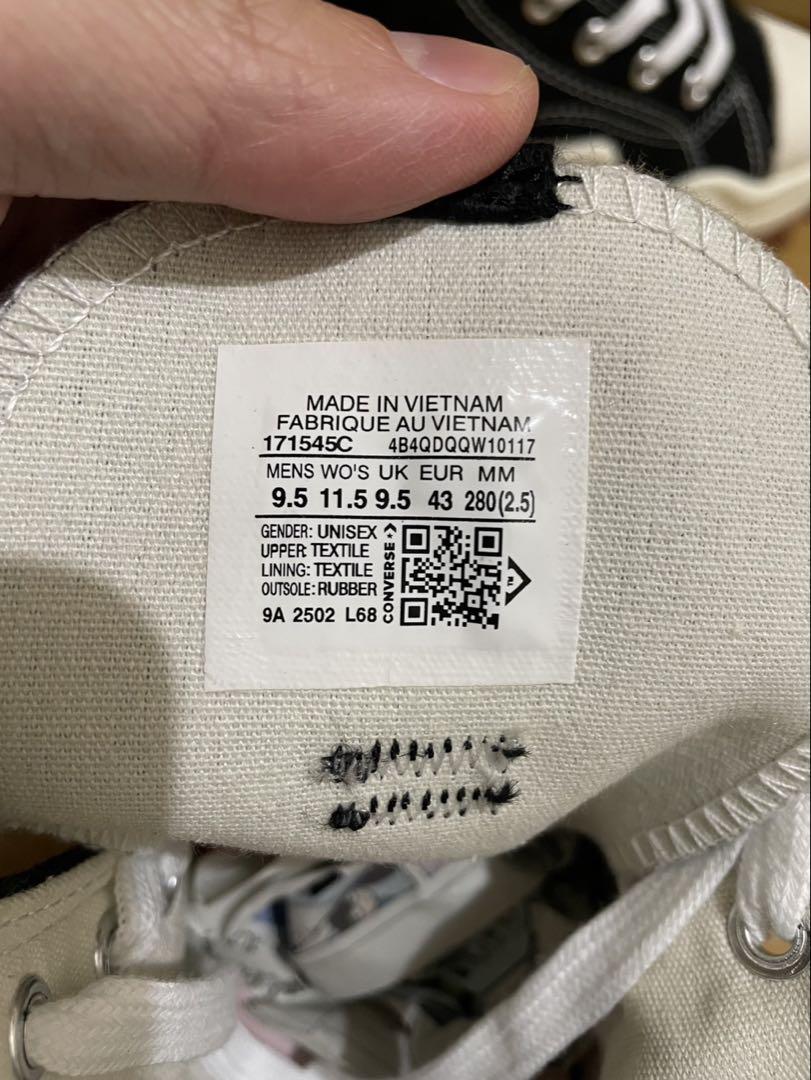 MADE IN VIETNAM
FABRIQUE AU VIETNAM
171545C 4B4QDQQW10117
MENS WO'S UK EUR MM
9.5 11.5 9.5 43 280(2.5)
GENDER: UNISEX
UPPER: TEXTILE
LINING: TEXTILE
OUTSOLE: RUBBER
9A 2502 L68
CONVERSE
TM